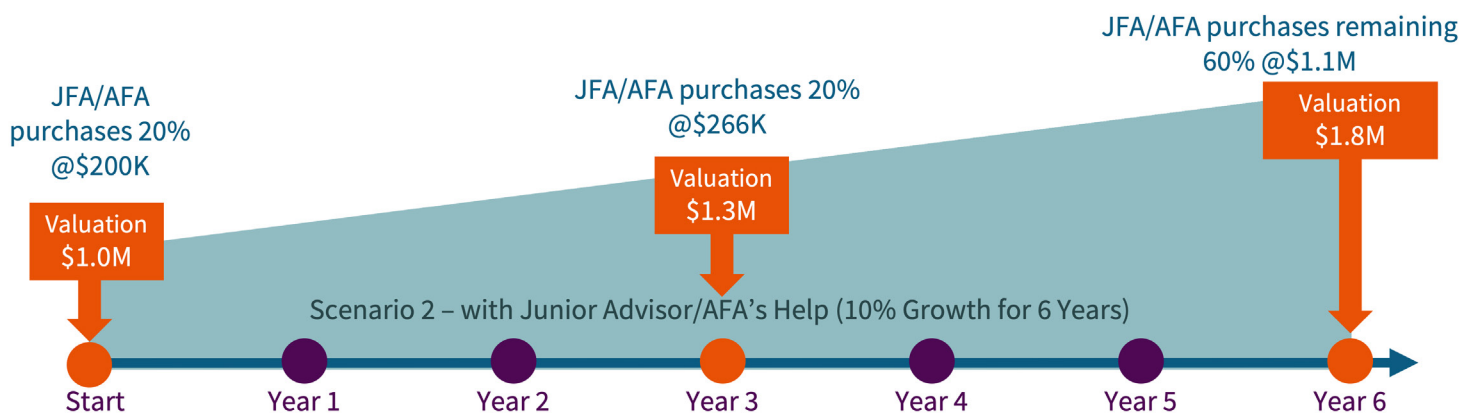 JFA/AFA purchases remaining
60% @$1.1M
JFA/AFA purchases 20%
@$266K
JFA/AFA
purchases 20%
@$200K
Valuation
$1.0M
Valuation
$1.3M
Valuation
$1.8M
Scenario 2 – with Junior Advisor/AFA’s Help (10% Growth for 6 Years)
Start
Year 1
Year 2
Year 3
Year 4
Year 5
Year 6